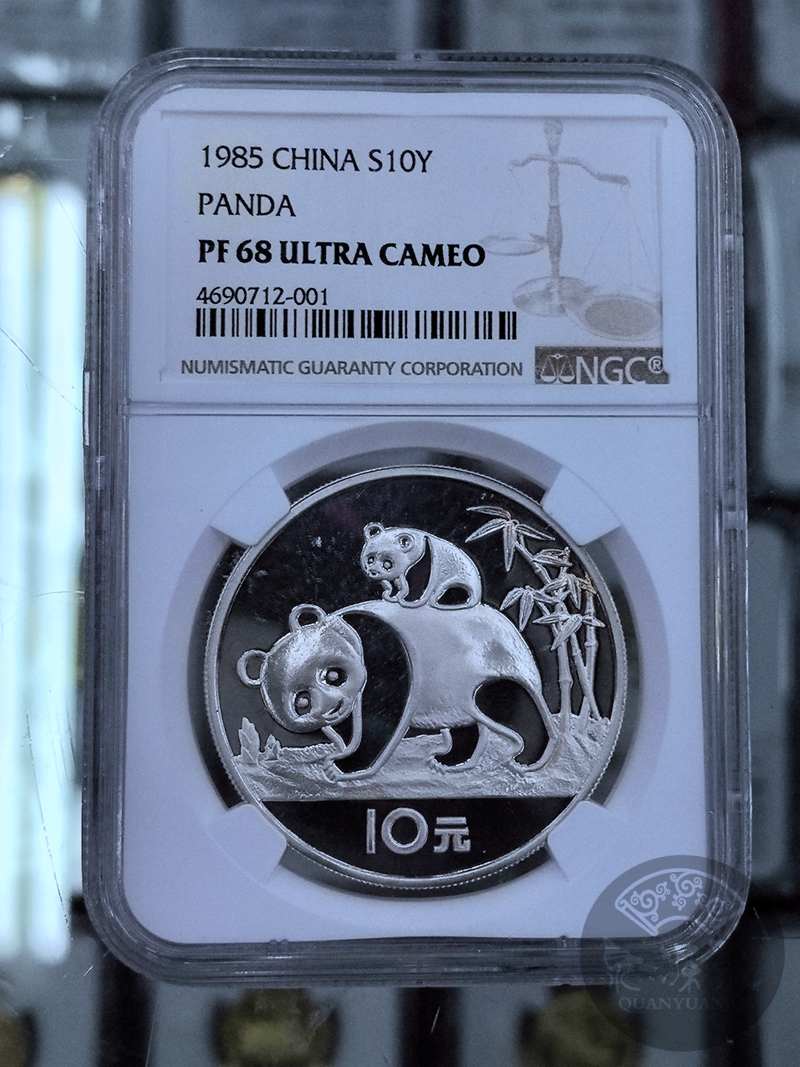 1985 CHINA S10Y
PANDA
PF 68 ULTRA CAMEO
4690712-001
NUMISMATIC GUARANTY CORPORATION
NGC®
10元
QUANYUAN